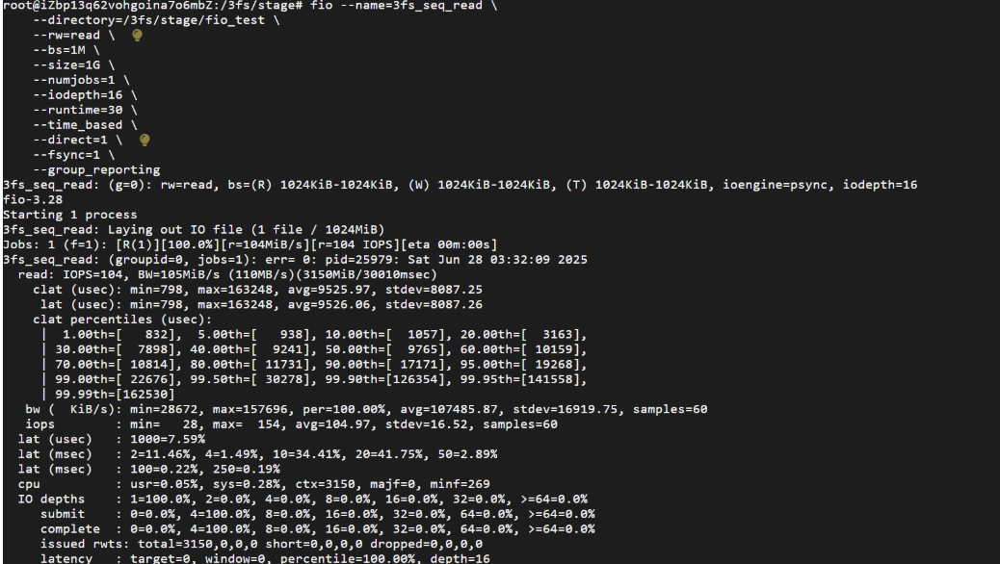 root@iZbp13q62vohgoina7o6mbZ:/3fs/stage# fio --name=3fs_seq_read \
--directory=/3fs/stage/fio_test \
--rw=read \
--bs=1M \
--size=1G \
--numjobs=1 \
--iodepth=16 \
--runtime=30 \
--time_based \
--direct=1 \
--fsync=1 \
--group_reporting
3fs_seq_read: (g=0): rw=read, bs=(R) 1024KiB-1024KiB, (W) 1024KiB-1024KiB, (T) 1024KiB-1024KiB, ioengine=psync, iodepth=16
fio-3.28
Starting 1 process
3fs_seq_read: Laying out IO file (1 file / 1024MiB)
Jobs: 1 (f=1): [R(1)][100.0%][r=104MiB/s][r=104 IOPS][eta 00m:00s]
3fs_seq_read: (groupid=0, jobs=1): err= 0: pid=25979: Sat Jun 28 03:32:09 2025
read: IOPS=104, BW=105MiB/s (110MB/s)(3150MiB/30010msec)
clat (usec): min=798, max=163248, avg=9525.97, stdev=8087.25
lat (usec): min=798, max=163248, avg=9526.06, stdev=8087.26
clat percentiles (usec):
| 1.00th=[ 832], 5.00th=[ 938], 10.00th=[ 1057], 20.00th=[ 3163],
| 30.00th=[ 7898], 40.00th=[ 9241], 50.00th=[ 9765], 60.00th=[ 10159],
| 70.00th=[ 10814], 80.00th=[ 11731], 90.00th=[ 17171], 95.00th=[ 19268],
| 99.00th=[ 22676], 99.50th=[ 30278], 99.90th=[126354], 99.95th=[141558],
| 99.99th=[162530]
bw ( KiB/s): min=28672, max=157696, per=100.00%, avg=107485.87, stdev=16919.75, samples=60
iops : min= 28, max= 154, avg=104.97, stdev=16.52, samples=60
lat (usec) : 1000=7.59%
lat (msec) : 2=11.46%, 4=1.49%, 10=34.41%, 20=41.75%, 50=2.89%
lat (msec) : 100=0.22%, 250=0.19%
cpu : usr=0.05%, sys=0.28%, ctx=3150, majf=0, minf=269
IO depths : 1=100.0%, 2=0.0%, 4=0.0%, 8=0.0%, 16=0.0%, 32=0.0%, >=64=0.0%
submit : 0=0.0%, 4=100.0%, 8=0.0%, 16=0.0%, 32=0.0%, 64=0.0%, >=64=0.0%
complete : 0=0.0%, 4=100.0%, 8=0.0%, 16=0.0%, 32=0.0%, 64=0.0%, >=64=0.0%
issued rwts: total=3150,0,0,0 short=0,0,0,0 dropped=0,0,0,0
latency : target=0, window=0, percentile=100.00%, depth=16